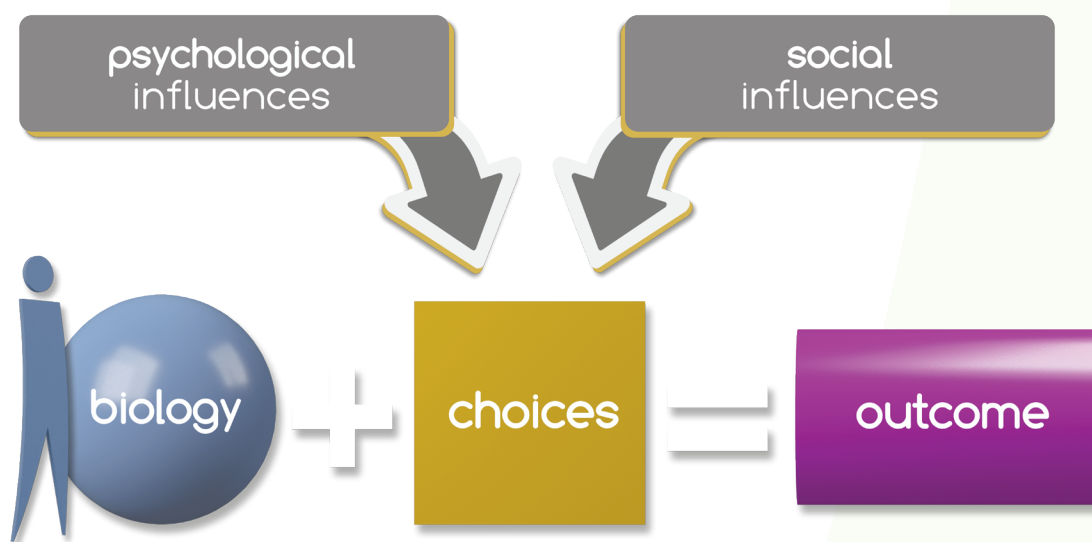 psychological
influences
social
influences
biology
+
choices
=
outcome